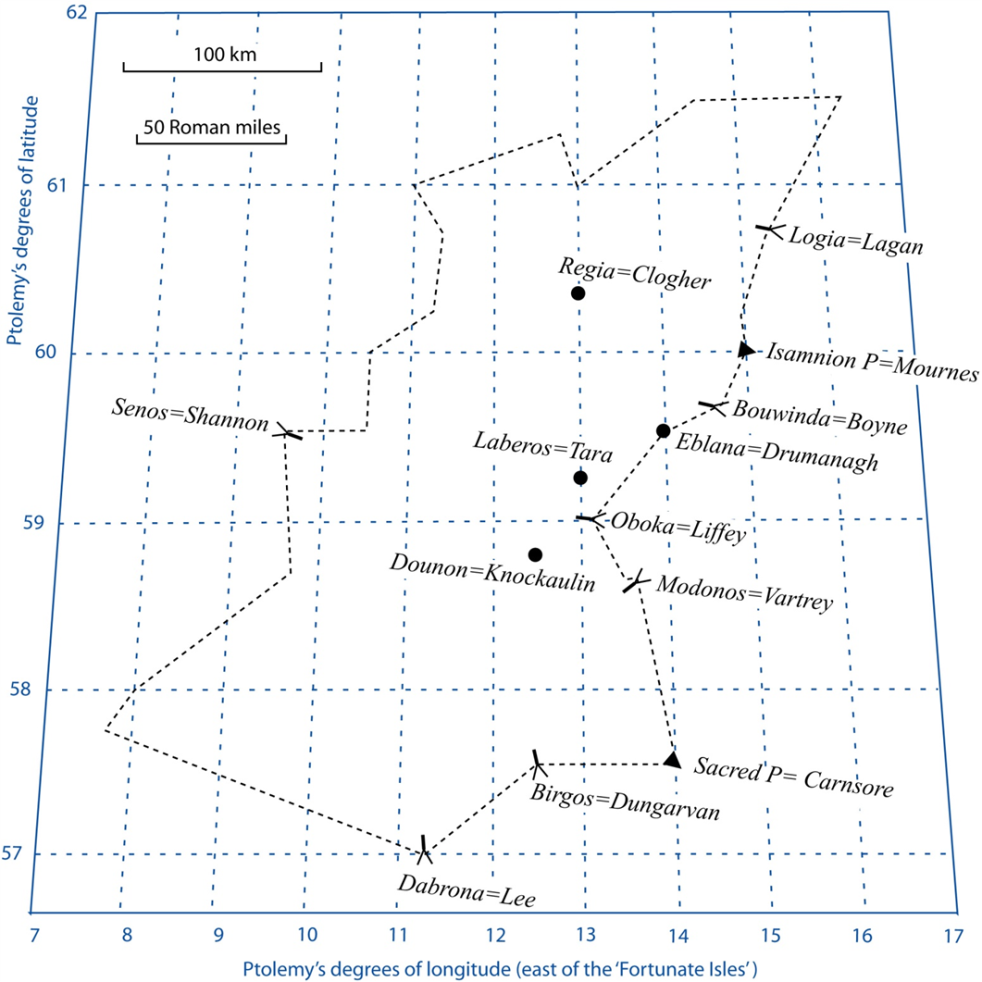 62
100 km
50 Roman miles
Ptolemy's degrees of latitude
61
Logia=Lagan
Regia=Clogher
60
Isamnion P=Mournes
Senos=Shannon
Bouwinda=Boyne
Laberos=Tara
Eblana=Drumanagh
59
Oboka=Liffey
Dounon=Knockaulin
Modonos=Vartrey
58
Sacred P= Carnsore
Birgos=Dungarvan
57
Dabrona=Lee
7 8 9 10 11 12 13 14 15 16 17
Ptolemy's degrees of longitude (east of the 'Fortunate Isles' )